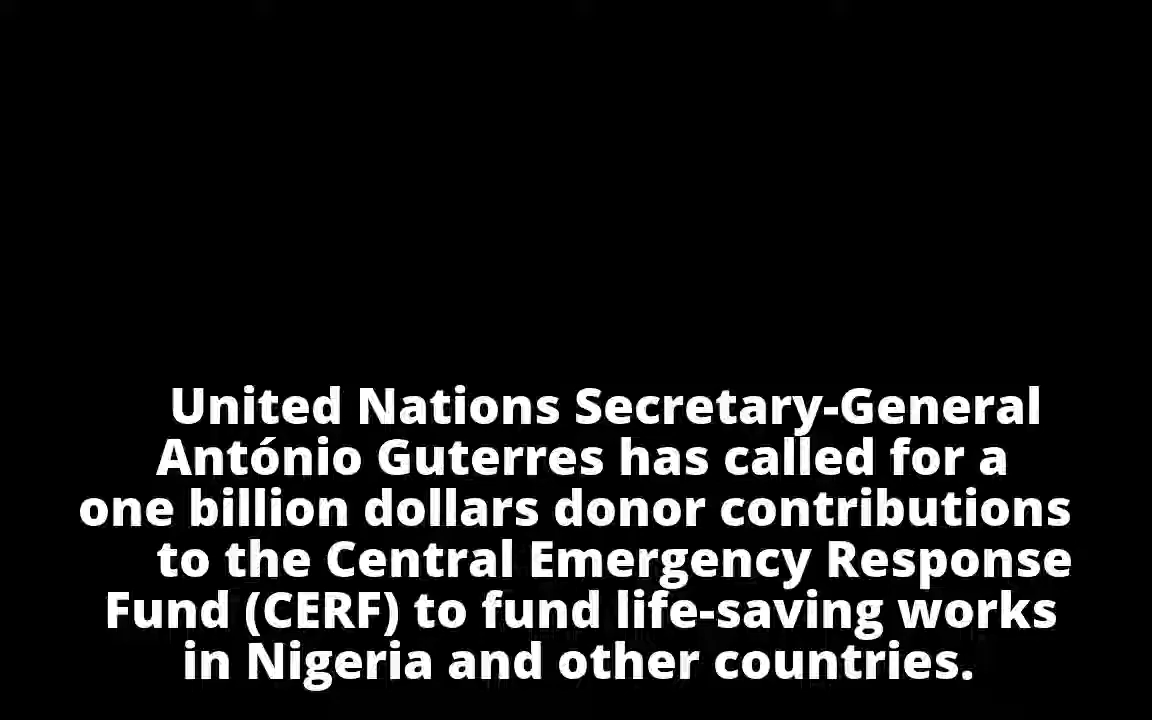 United Nations Secretary-General
António Guterres has called for a
one billion dollars donor contributions
to the Central Emergency Response
Fund (CERF) to fund life-saving works
in Nigeria and other countries.